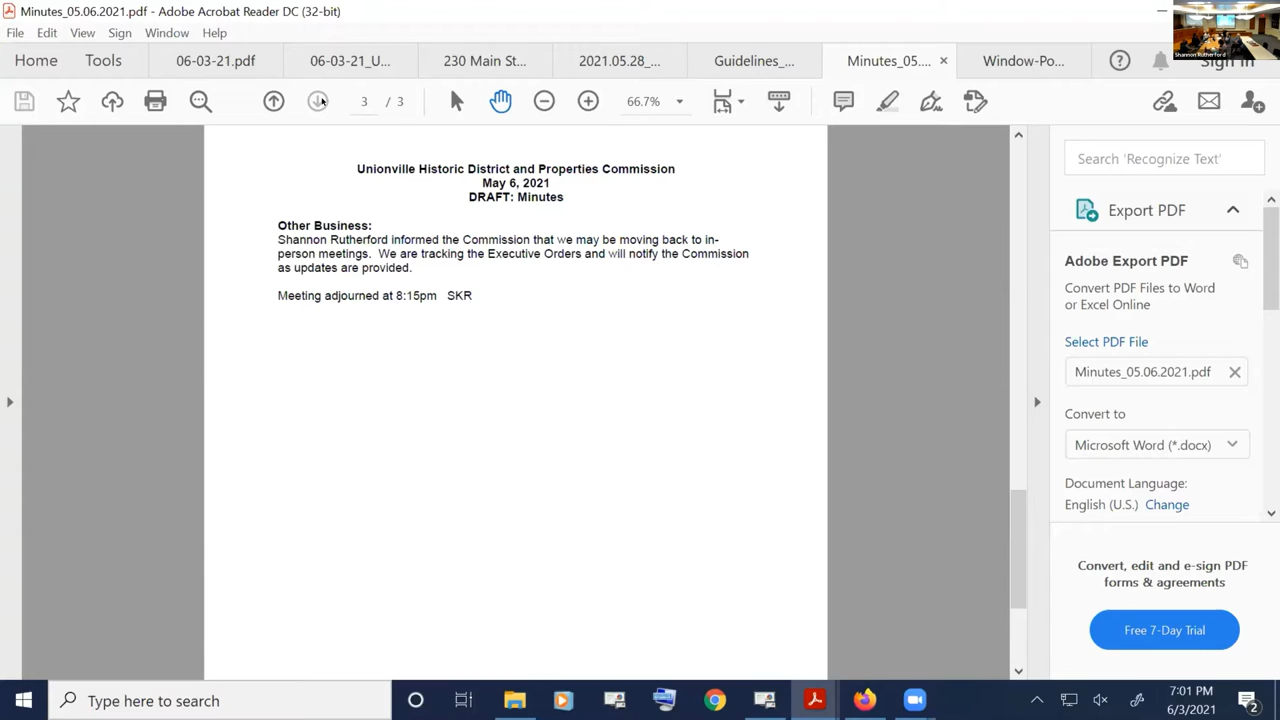 Minutes_05.06.2021.pdf - Adobe Acrobat Reader DC (32-bit)
File Edit View Sign Window Help
Home Tools 06-03-21.pdf 06-03-21_U... 230 Main St... 2021.05.28_... Guidelines_... Minutes_05.... Window-Po... Sign In
Shannon Rutherford
3 / 3 66.7%
Unionville Historic District and Properties Commission
May 6, 2021
DRAFT: Minutes
Other Business:
Shannon Rutherford informed the Commission that we may be moving back to in-
person meetings. We are tracking the Executive Orders and will notify the Commission
as updates are provided.
Meeting adjourned at 8:15pm SKR
Search 'Recognize Text'
Export PDF
Adobe Export PDF
Convert PDF Files to Word
or Excel Online
Select PDF File
Minutes_05.06.2021.pdf
Convert to
Microsoft Word (*.docx)
Document Language:
English (U.S.) Change
Convert, edit and e-sign PDF
forms & agreements
Free 7-Day Trial
Type here to search
7:01 PM
6/3/2021
2